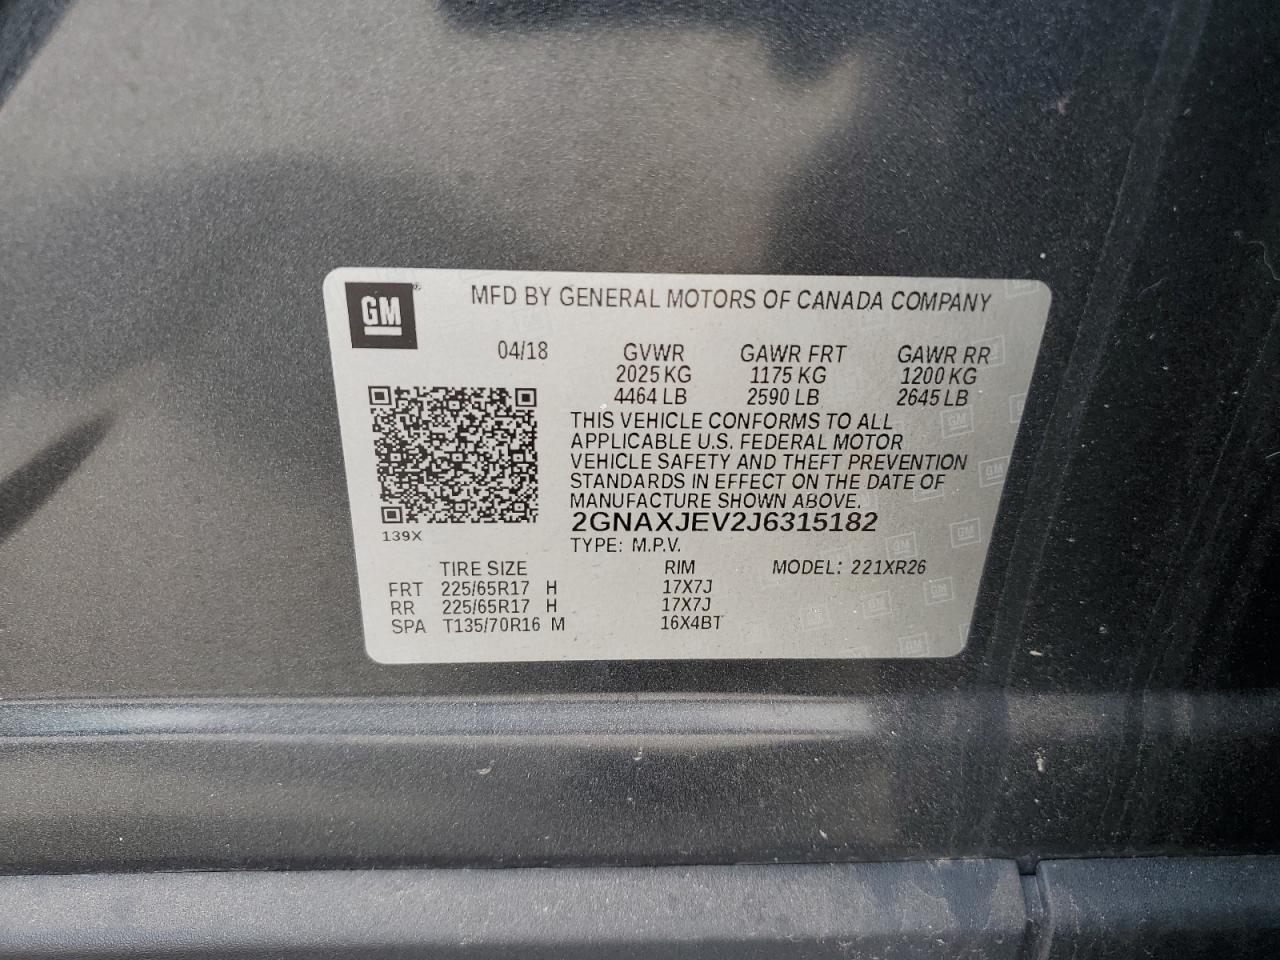 GM
MFD BY GENERAL MOTORS OF CANADA COMPANY
04/18 GVWR GAWR FRT GAWR RR
2025 KG 1175 KG 1200 KG
4464 LB 2590 LB 2645 LB
THIS VEHICLE CONFORMS TO ALL
APPLICABLE U.S. FEDERAL MOTOR
VEHICLE SAFETY AND THEFT PREVENTION
STANDARDS IN EFFECT ON THE DATE OF
MANUFACTURE SHOWN ABOVE.
2GNAXJEV2J6315182
139X
TYPE: M.P.V.
TIRE SIZE RIM MODEL: 221XR26
FRT 225/65R17 H 17X7J
RR 225/65R17 H 17X7J
SPA T135/70R16 M 16X4BT